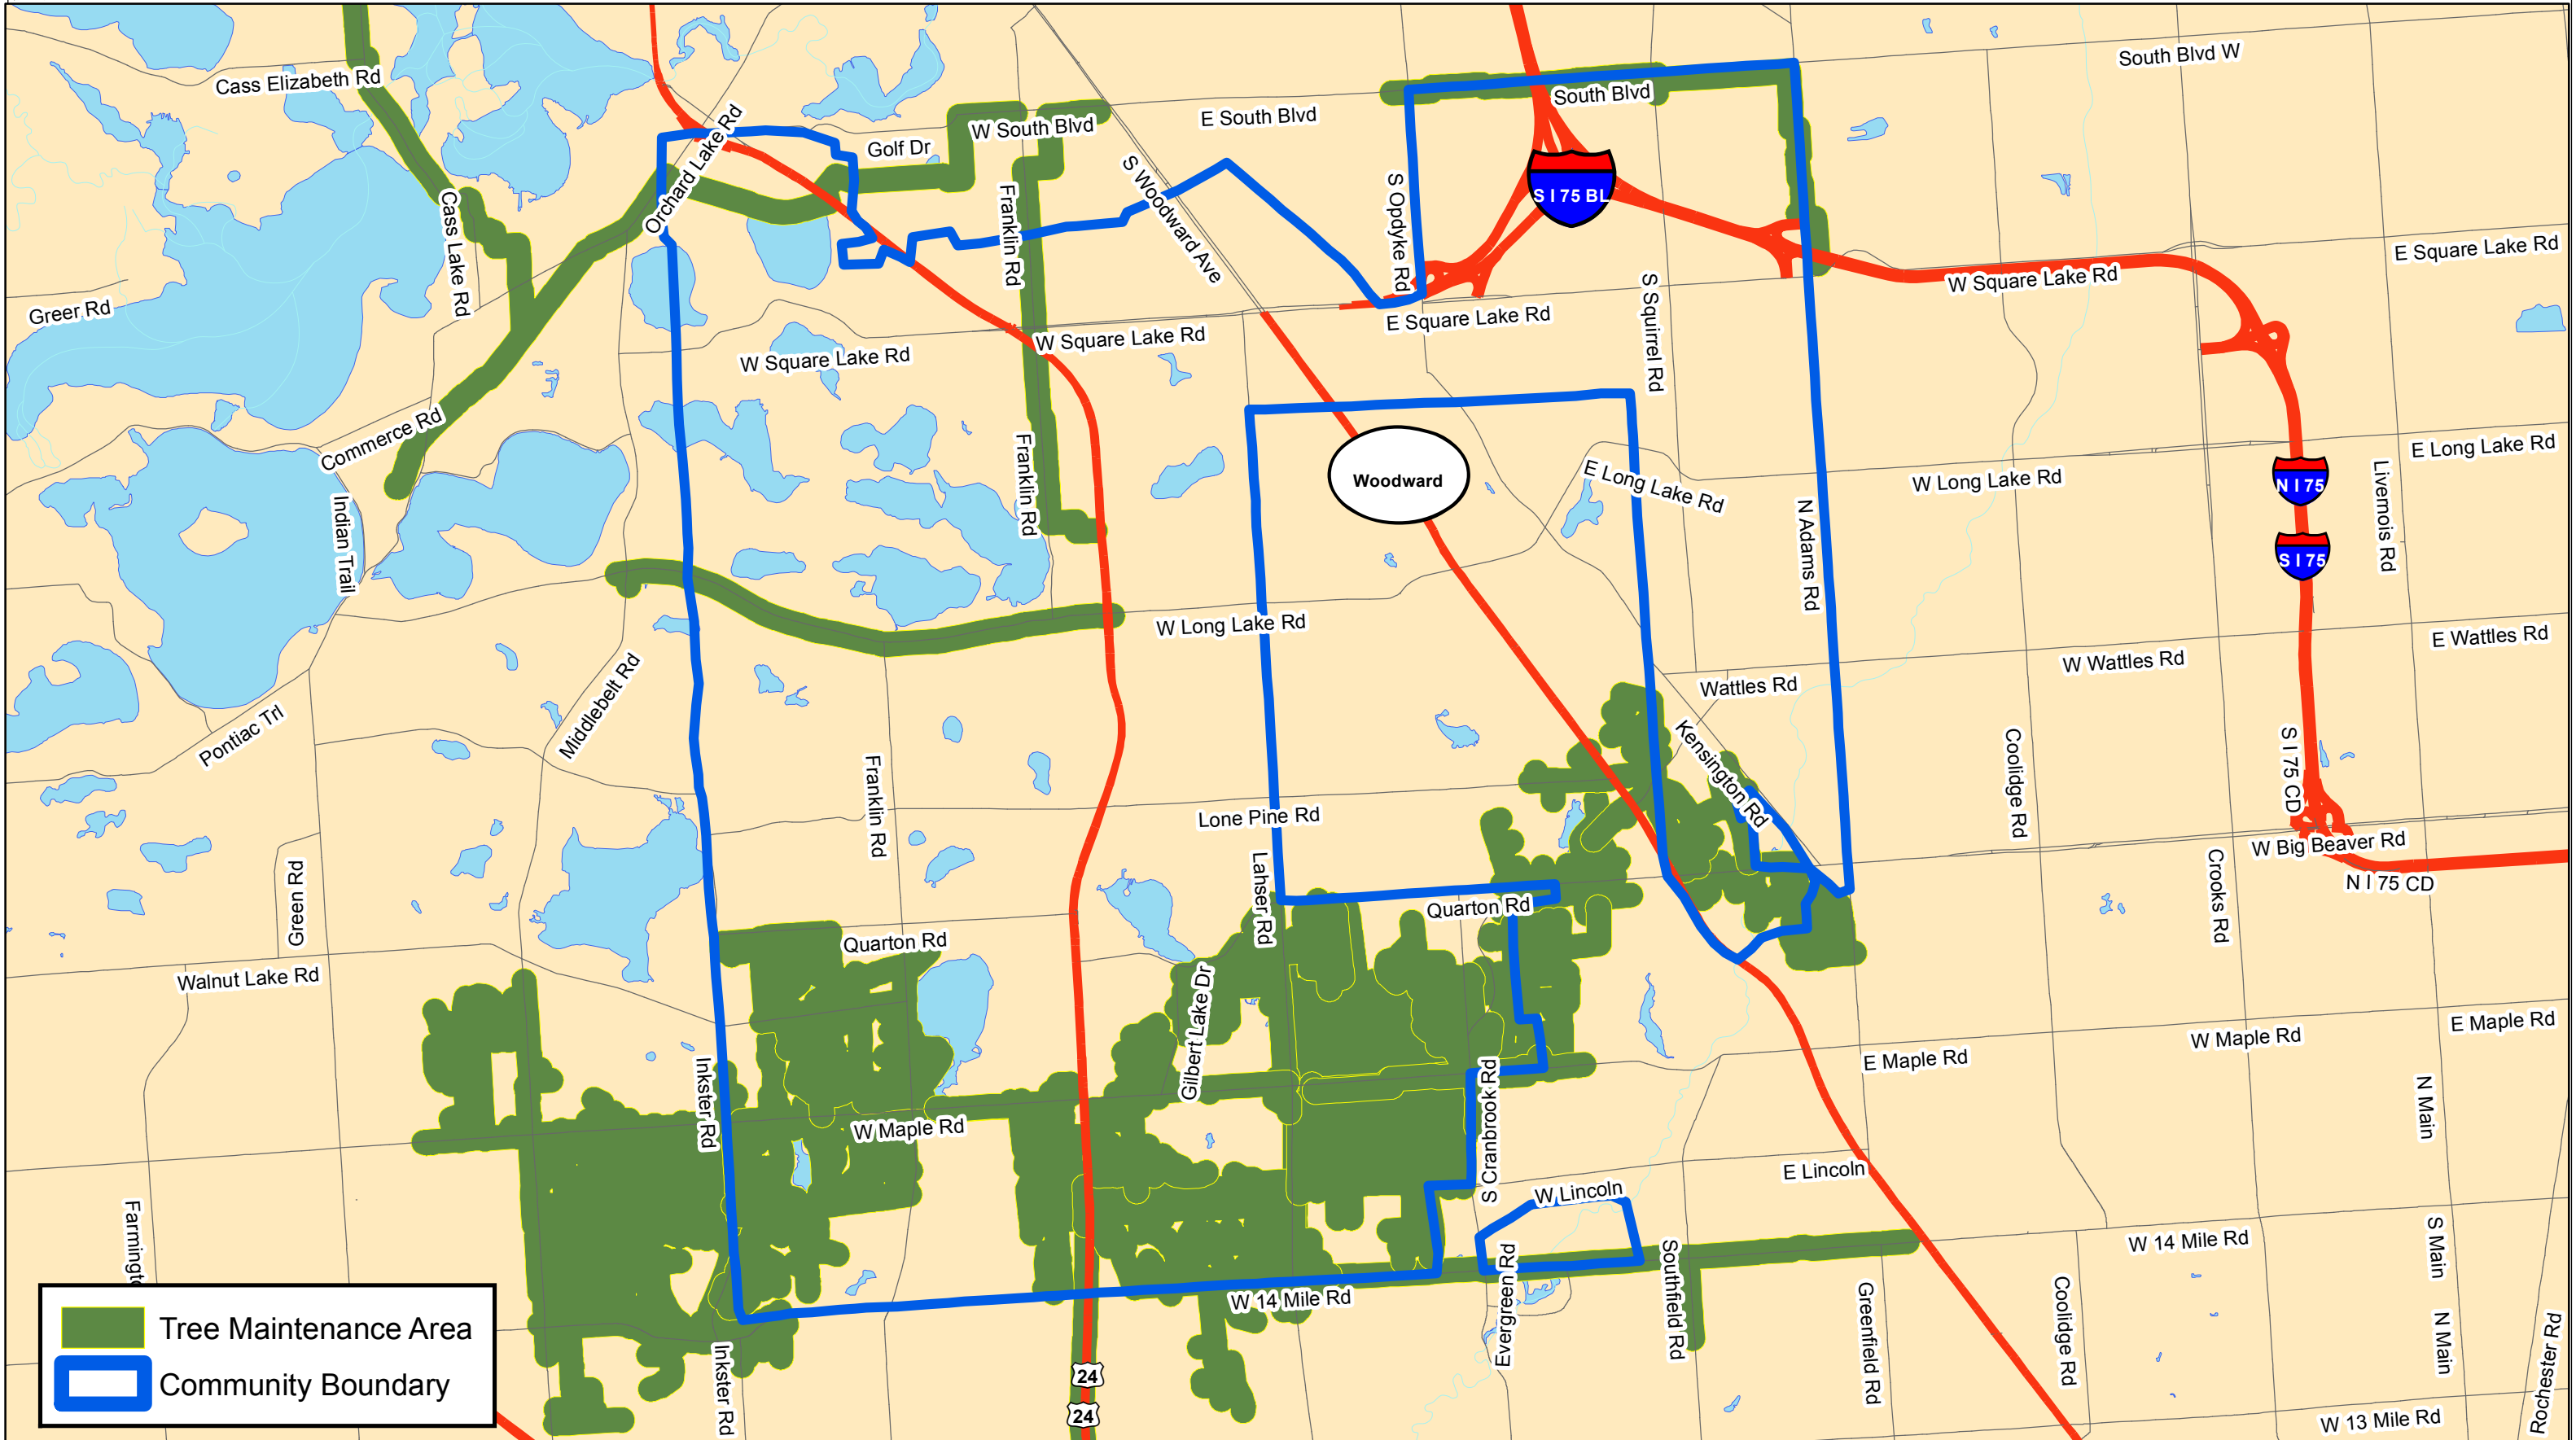 South Blvd W
Cass Elizabeth Rd
South Blvd
E South Blvd
W South Blvd
Golf Dr
Orchard Lake Rd
S Woodward Ave
S I 75 BL
S Opdyke Rd
Cass Lake Rd
Franklin Rd
E Square Lake Rd
W Square Lake Rd
Greer Rd
E Square Lake Rd
S Squirrel Rd
W Square Lake Rd
W Square Lake Rd
Commerce Rd
Franklin Rd
Woodward
E Long Lake Rd
W Long Lake Rd
E Long Lake Rd
N I 75
Livernois Rd
Indian Trail
N Adams Rd
S I 75
W Long Lake Rd
E Wattles Rd
W Wattles Rd
Wattles Rd
Middlebelt Rd
Pontiac Trl
Kensington Rd
Coolidge Rd
S I 75 CD
Franklin Rd
Lone Pine Rd
W Big Beaver Rd
N I 75 CD
Green Rd
Lahser Rd
Quarton Rd
Crooks Rd
Quarton Rd
Walnut Lake Rd
Gilbert Lake Dr
E Maple Rd
W Maple Rd
E Maple Rd
Inkster Rd
W Maple Rd
S Cranbrook Rd
N Main
E Lincoln
W Lincoln
Farmingto
W 14 Mile Rd
S Main
Evergreen Rd
Southfield Rd
W 14 Mile Rd
Greenfield Rd
Coolidge Rd
N Main
Rochester Rd
Tree Maintenance Area
Community Boundary
Inkster Rd
24
24
W 13 Mile Rd